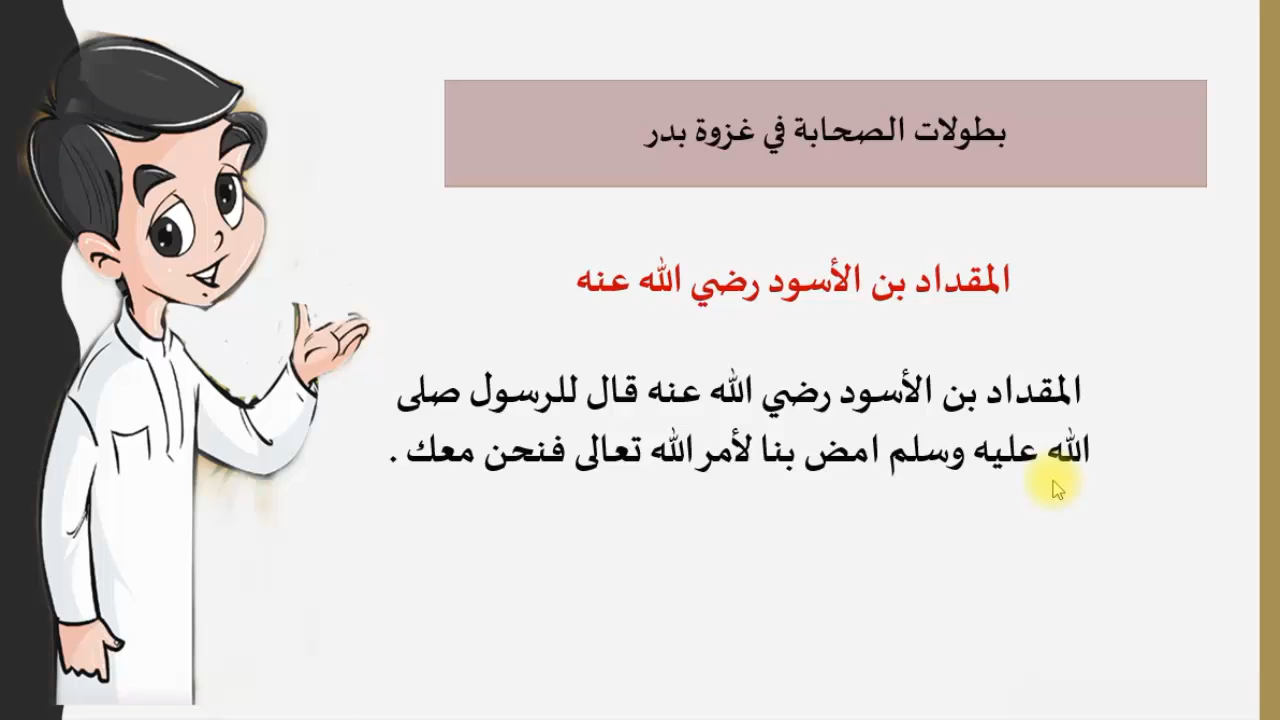 بطولات الصحابة في غزوة بدر
المقداد بن الأسود رضي الله عنه
المقداد بن الأسود رضي الله عنه قال للرسول صلى
الله عليه وسلم امض بنا لأمر الله تعالى فنحن معك .